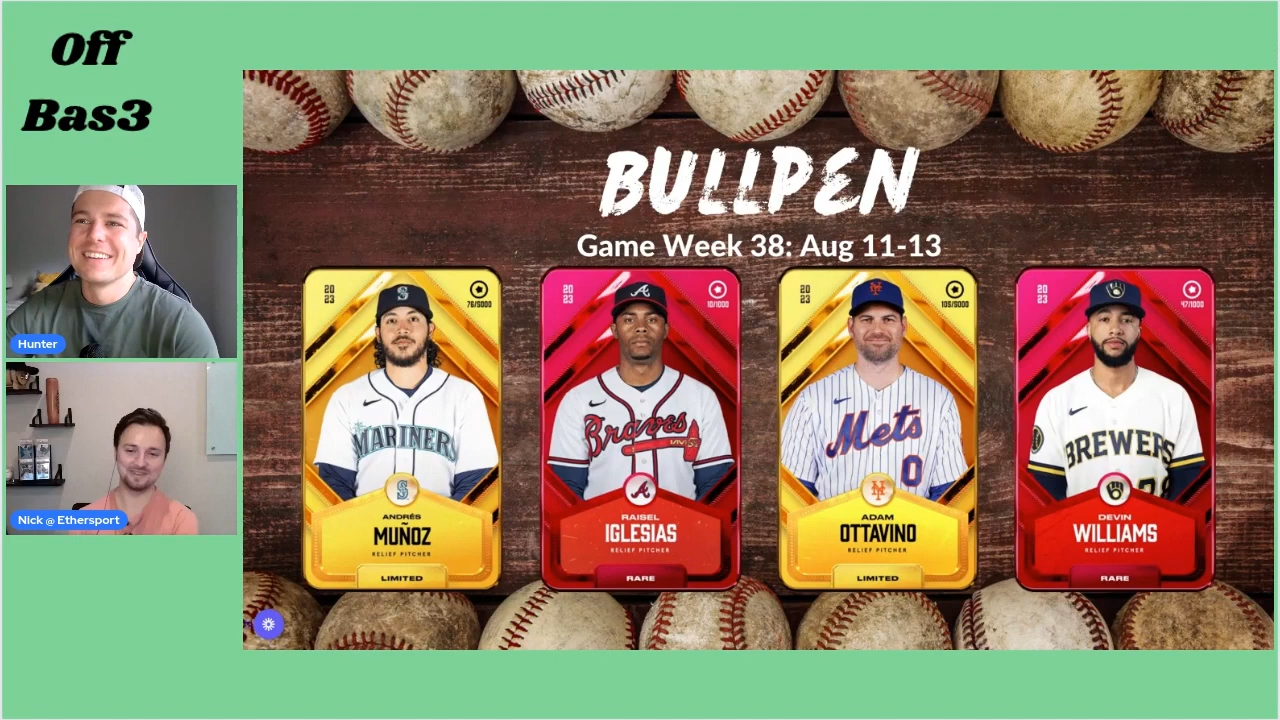 Off
Bas3
Hunter
Nick @ Ethersport
BULLPEN
Game Week 38: Aug 11-13
20
23
76/5000
MARINERS
ANDRÉS
MUÑOZ
RELIEF PITCHER
LIMITED
20
23
10/1000
Braves
RAISEL
IGLESIAS
RELIEF PITCHER
RARE
20
23
105/5000
Mets
0
ADAM
OTTAVINO
RELIEF PITCHER
LIMITED
20
23
47/1000
BREWERS
DEVIN
WILLIAMS
RELIEF PITCHER
RARE